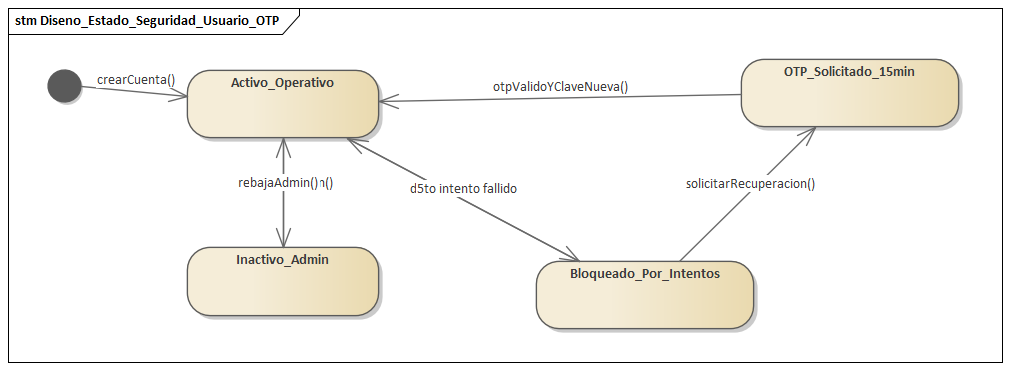 stm Diseno_Estado_Seguridad_Usuario_OTP
crearCuenta()
Activo_Operativo
otpValidoYClaveNueva()
OTP_Solicitado_15min
rebajaAdmin()n()
d5to intento fallido
solicitarRecuperacion()
Inactivo_Admin
Bloqueado_Por_Intentos